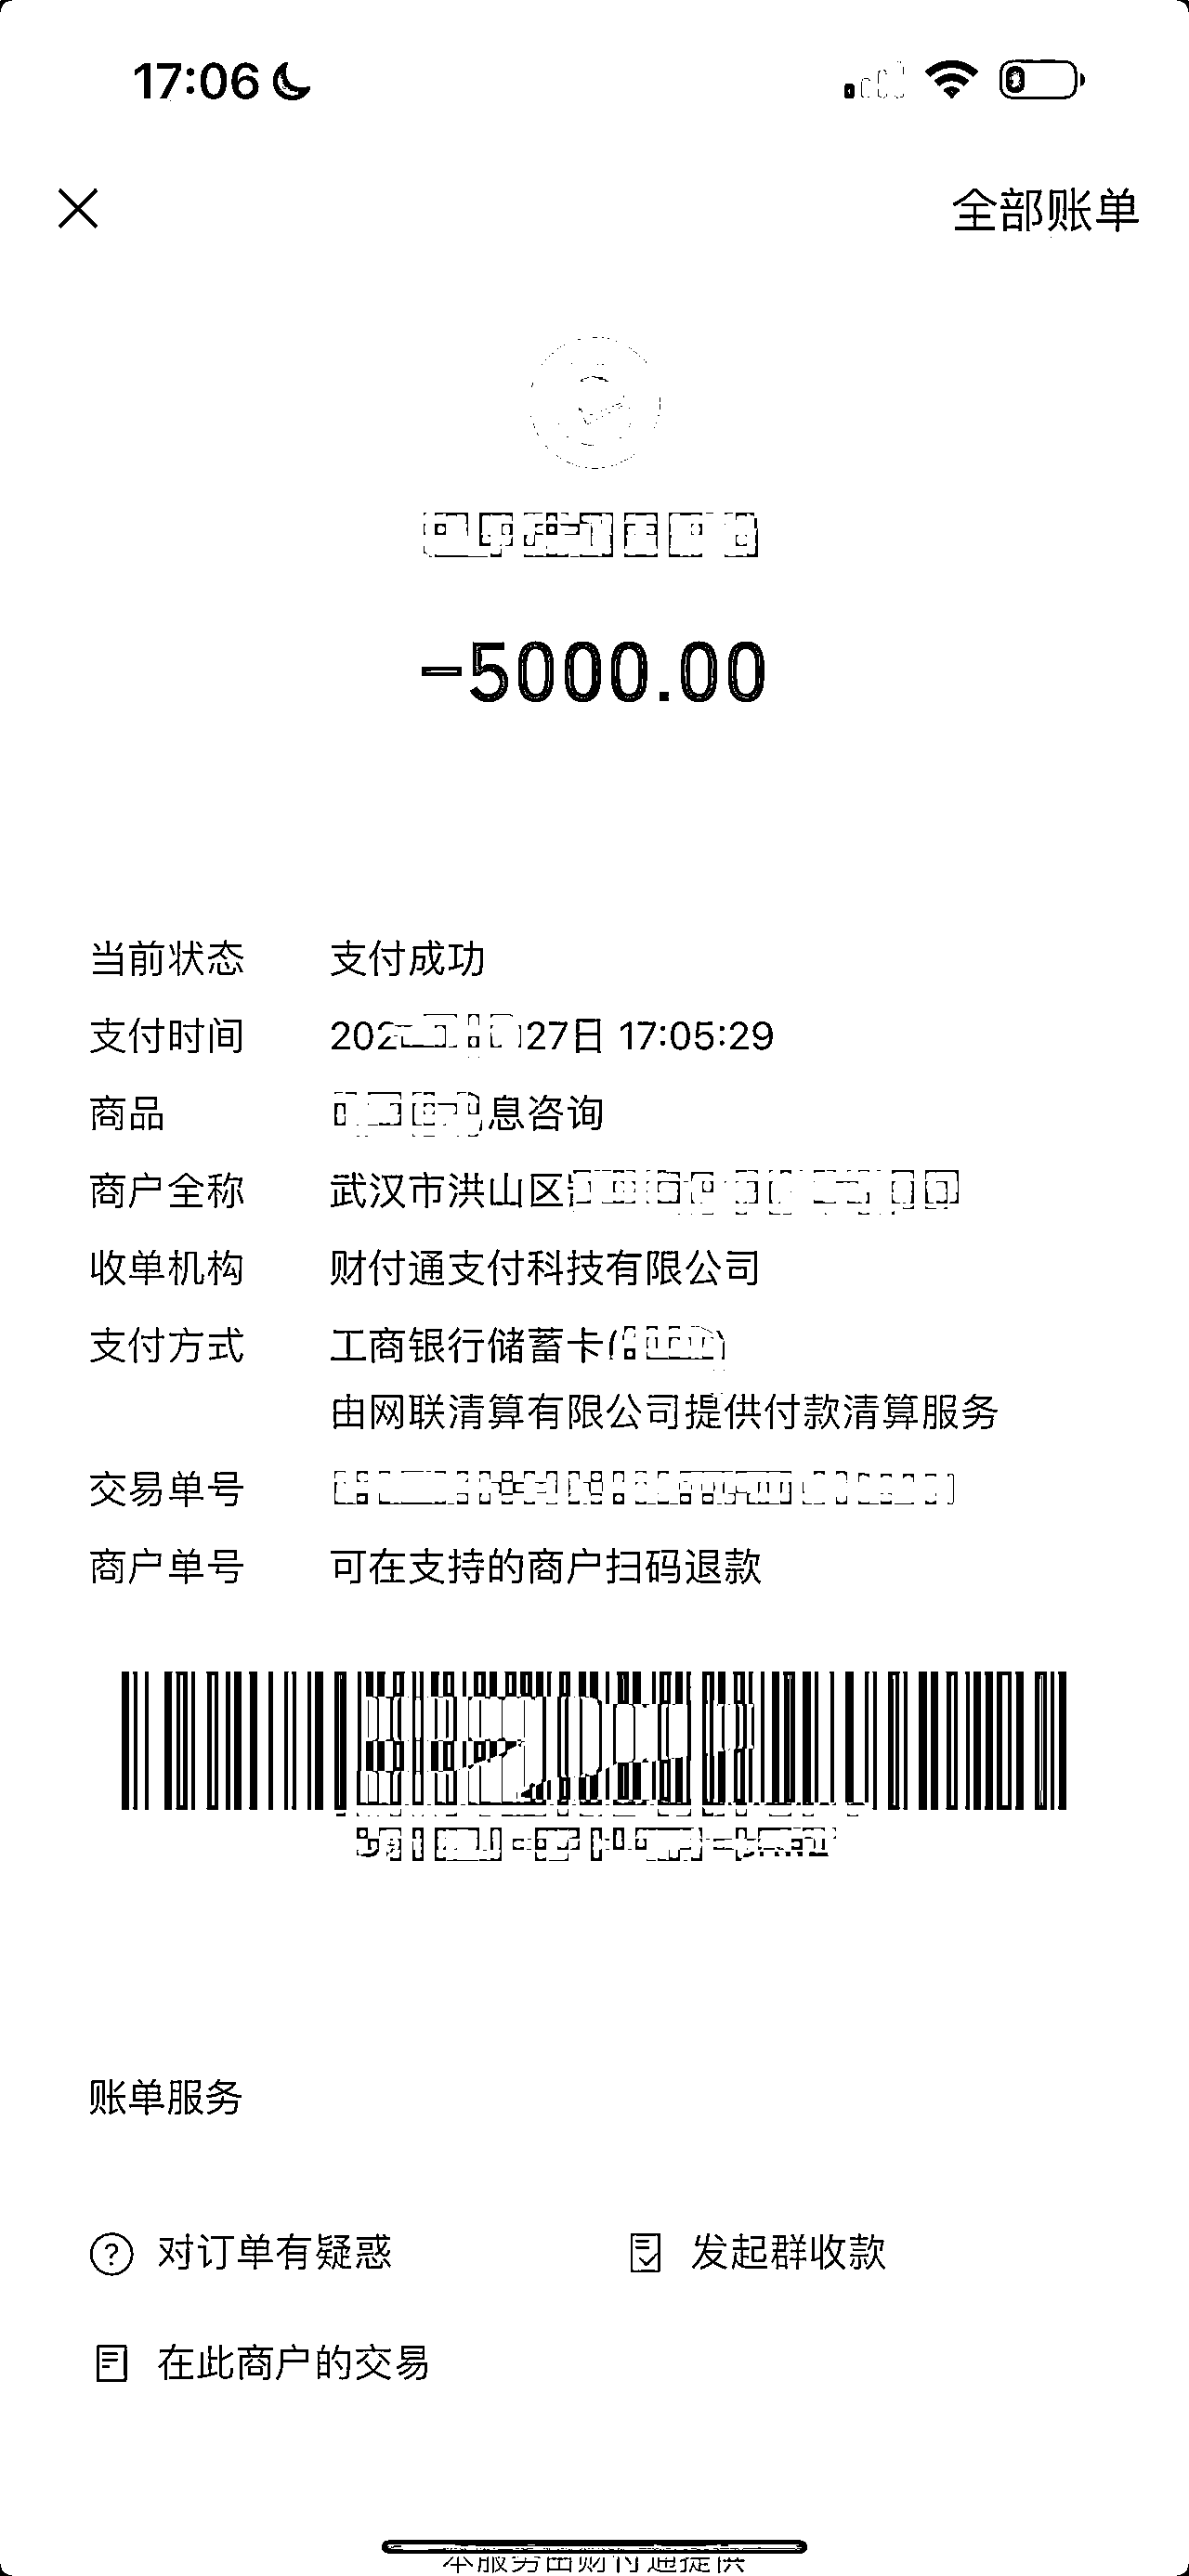 17:06
全部账单
-5000.00
当前状态 支付成功
支付时间 202 27日 17:05:29
商品 息咨询
商户全称 武汉市洪山区
收单机构 财付通支付科技有限公司
支付方式 工商银行储蓄卡(
由网联清算有限公司提供付款清算服务
交易单号
商户单号 可在支持的商户扫码退款
账单服务
对订单有疑惑 发起群收款
在此商户的交易
本服务由财付通提供